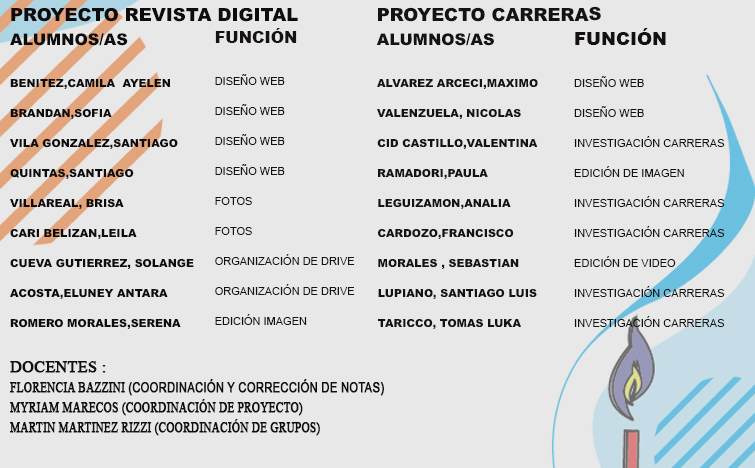 PROYECTO REVISTA DIGITAL
ALUMNOS/AS FUNCIÓN
BENITEZ,CAMILA AYELEN DISEÑO WEB
BRANDAN,SOFIA DISEÑO WEB
VILA GONZALEZ,SANTIAGO DISEÑO WEB
QUINTAS,SANTIAGO DISEÑO WEB
VILLAREAL, BRISA FOTOS
CARI BELIZAN,LEILA FOTOS
CUEVA GUTIERREZ, SOLANGE ORGANIZACIÓN DE DRIVE
ACOSTA,ELUNEY ANTARA ORGANIZACIÓN DE DRIVE
ROMERO MORALES,SERENA EDICIÓN IMAGEN
PROYECTO CARRERAS
ALUMNOS/AS FUNCIÓN
ALVAREZ ARCECI,MAXIMO DISEÑO WEB
VALENZUELA, NICOLAS DISEÑO WEB
CID CASTILLO,VALENTINA INVESTIGACIÓN CARRERAS
RAMADORI,PAULA EDICIÓN DE IMAGEN
LEGUIZAMON,ANALIA INVESTIGACIÓN CARRERAS
CARDOZO,FRANCISCO INVESTIGACIÓN CARRERAS
MORALES , SEBASTIAN EDICIÓN DE VIDEO
LUPIANO, SANTIAGO LUIS INVESTIGACIÓN CARRERAS
TARICCO, TOMAS LUKA INVESTIGACIÓN CARRERAS
DOCENTES :
FLORENCIA BAZZINI (COORDINACIÓN Y CORRECCIÓN DE NOTAS)
MYRIAM MARECOS (COORDINACIÓN DE PROYECTO)
MARTIN MARTINEZ RIZZI (COORDINACIÓN DE GRUPOS)